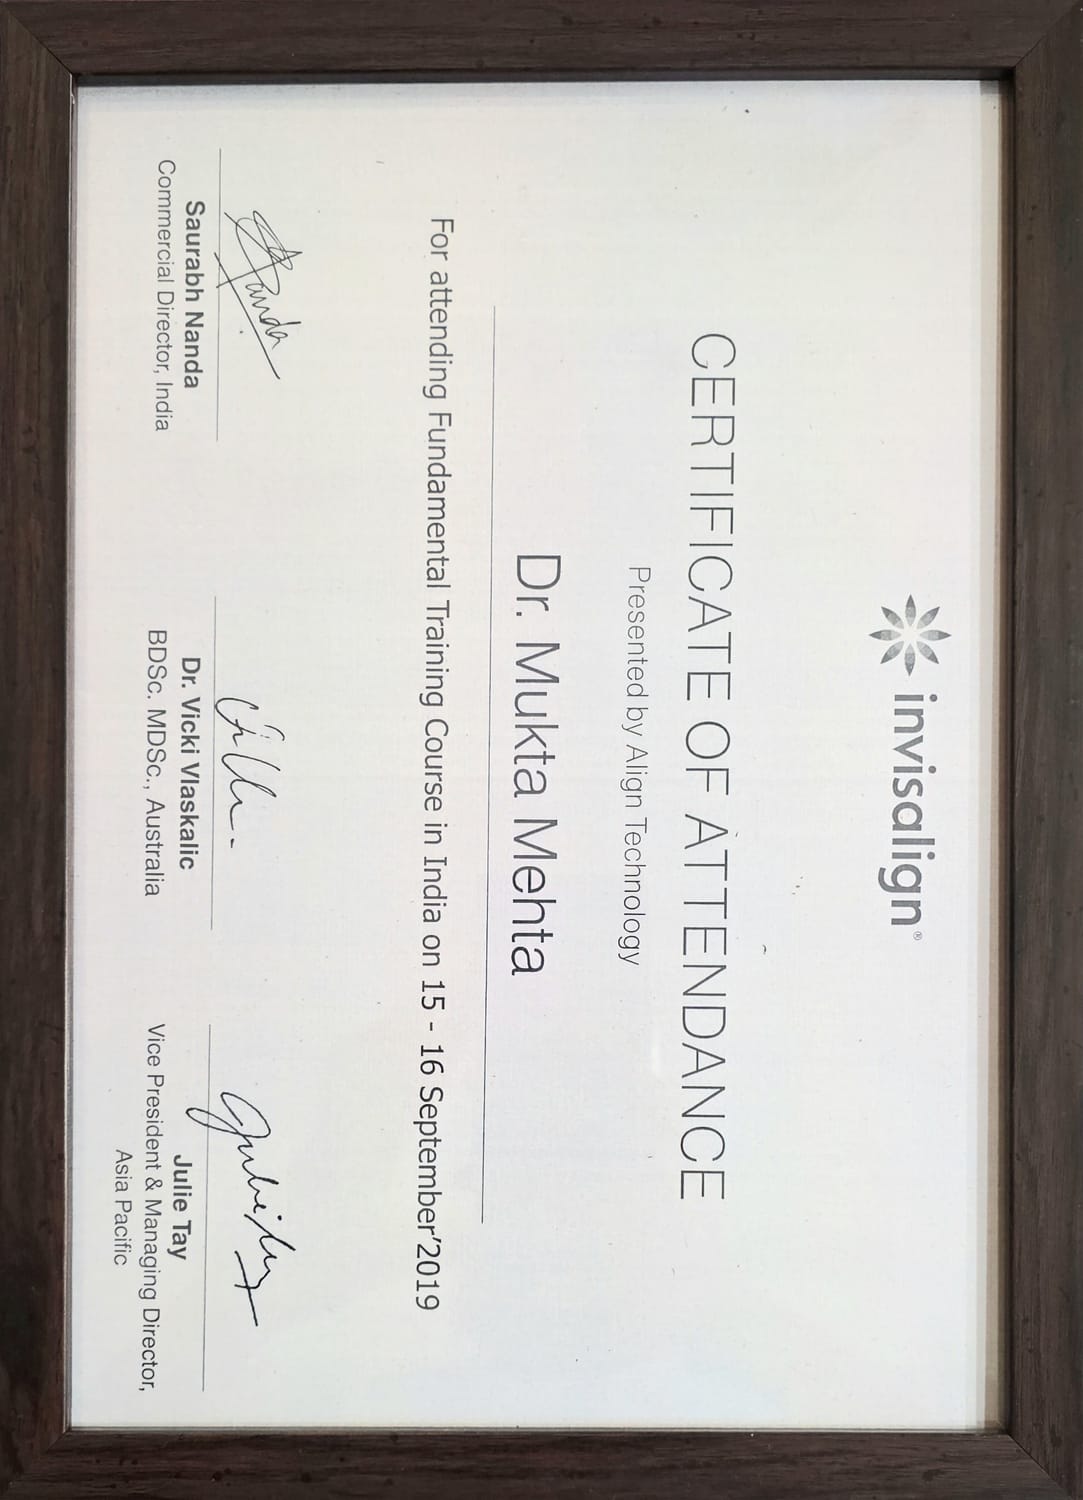 invisalign®
CERTIFICATE OF ATTENDANCE
Presented by Align Technology
Dr. Mukta Mehta
For attending Fundamental Training Course in India on 15 - 16 September'2019
Saurabh Nanda
Commercial Director, India
Dr. Vicki Vlaskalic
BDSc. MDSc., Australia
Julie Tay
Vice President & Managing Director,
Asia Pacific